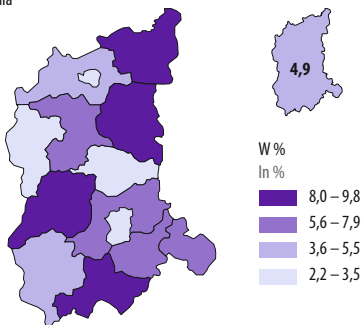 4,9
W %
In %
8,0 – 9,8
5,6 – 7,9
3,6 – 5,5
2,2 – 3,5